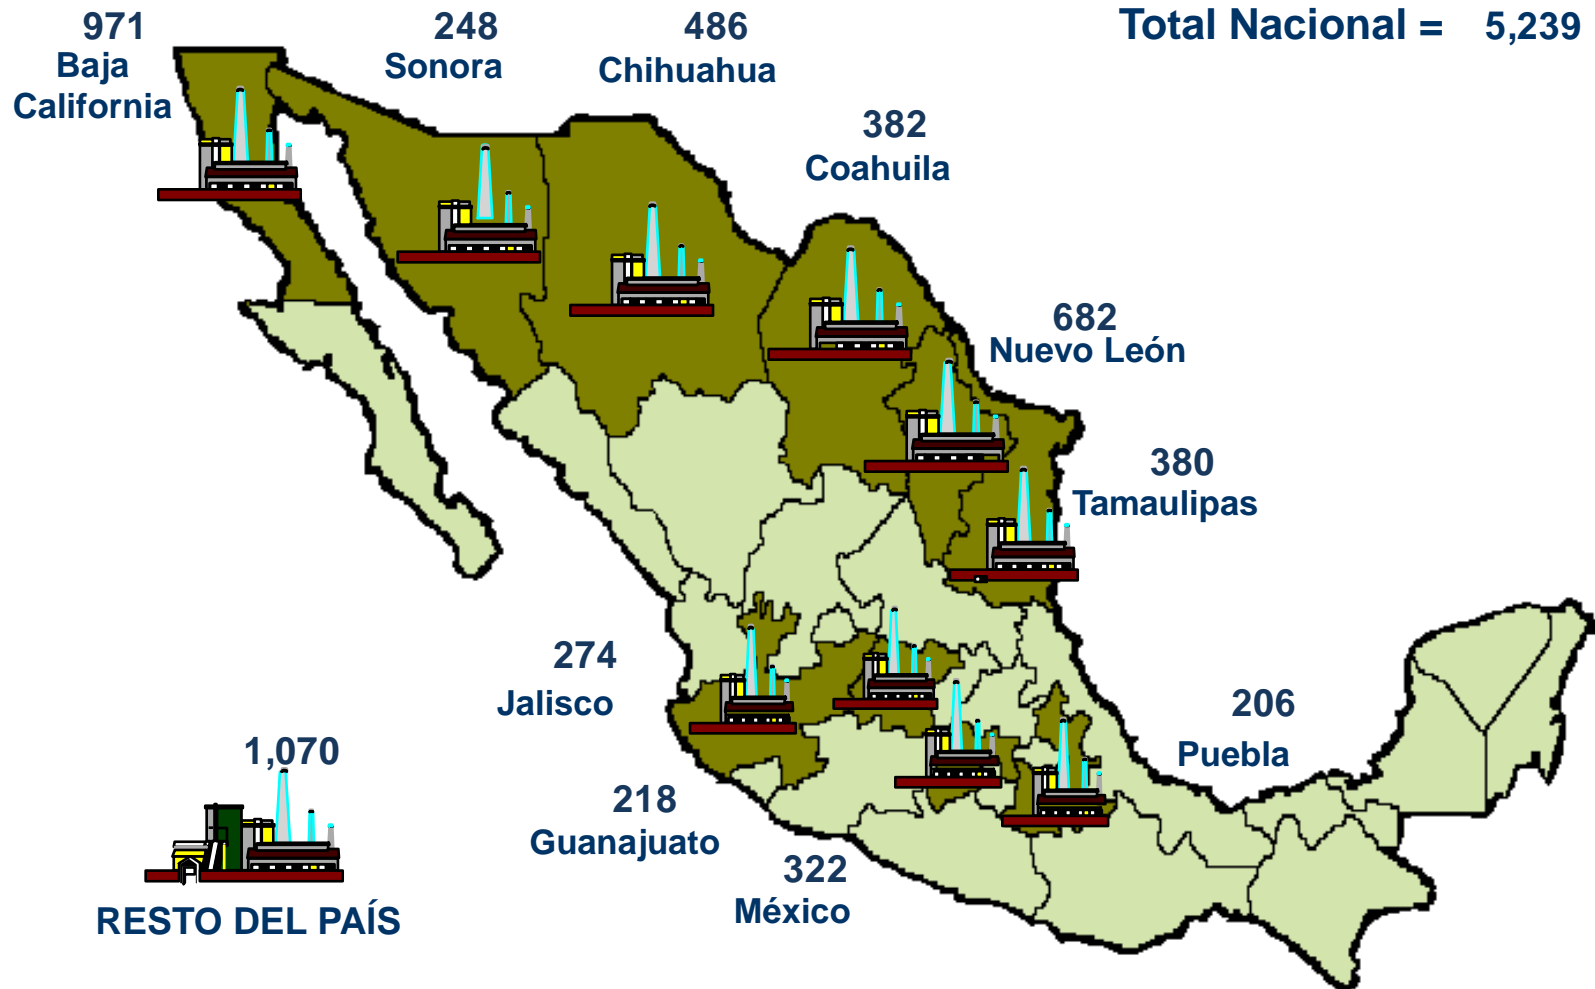 971
Baja
California
248
Sonora
486
Chihuahua
Total Nacional = 5,239
382
Coahuila
682
Nuevo León
380
Tamaulipas
274
Jalisco
206
Puebla
1,070
RESTO DEL PAÍS
218
Guanajuato
322
México